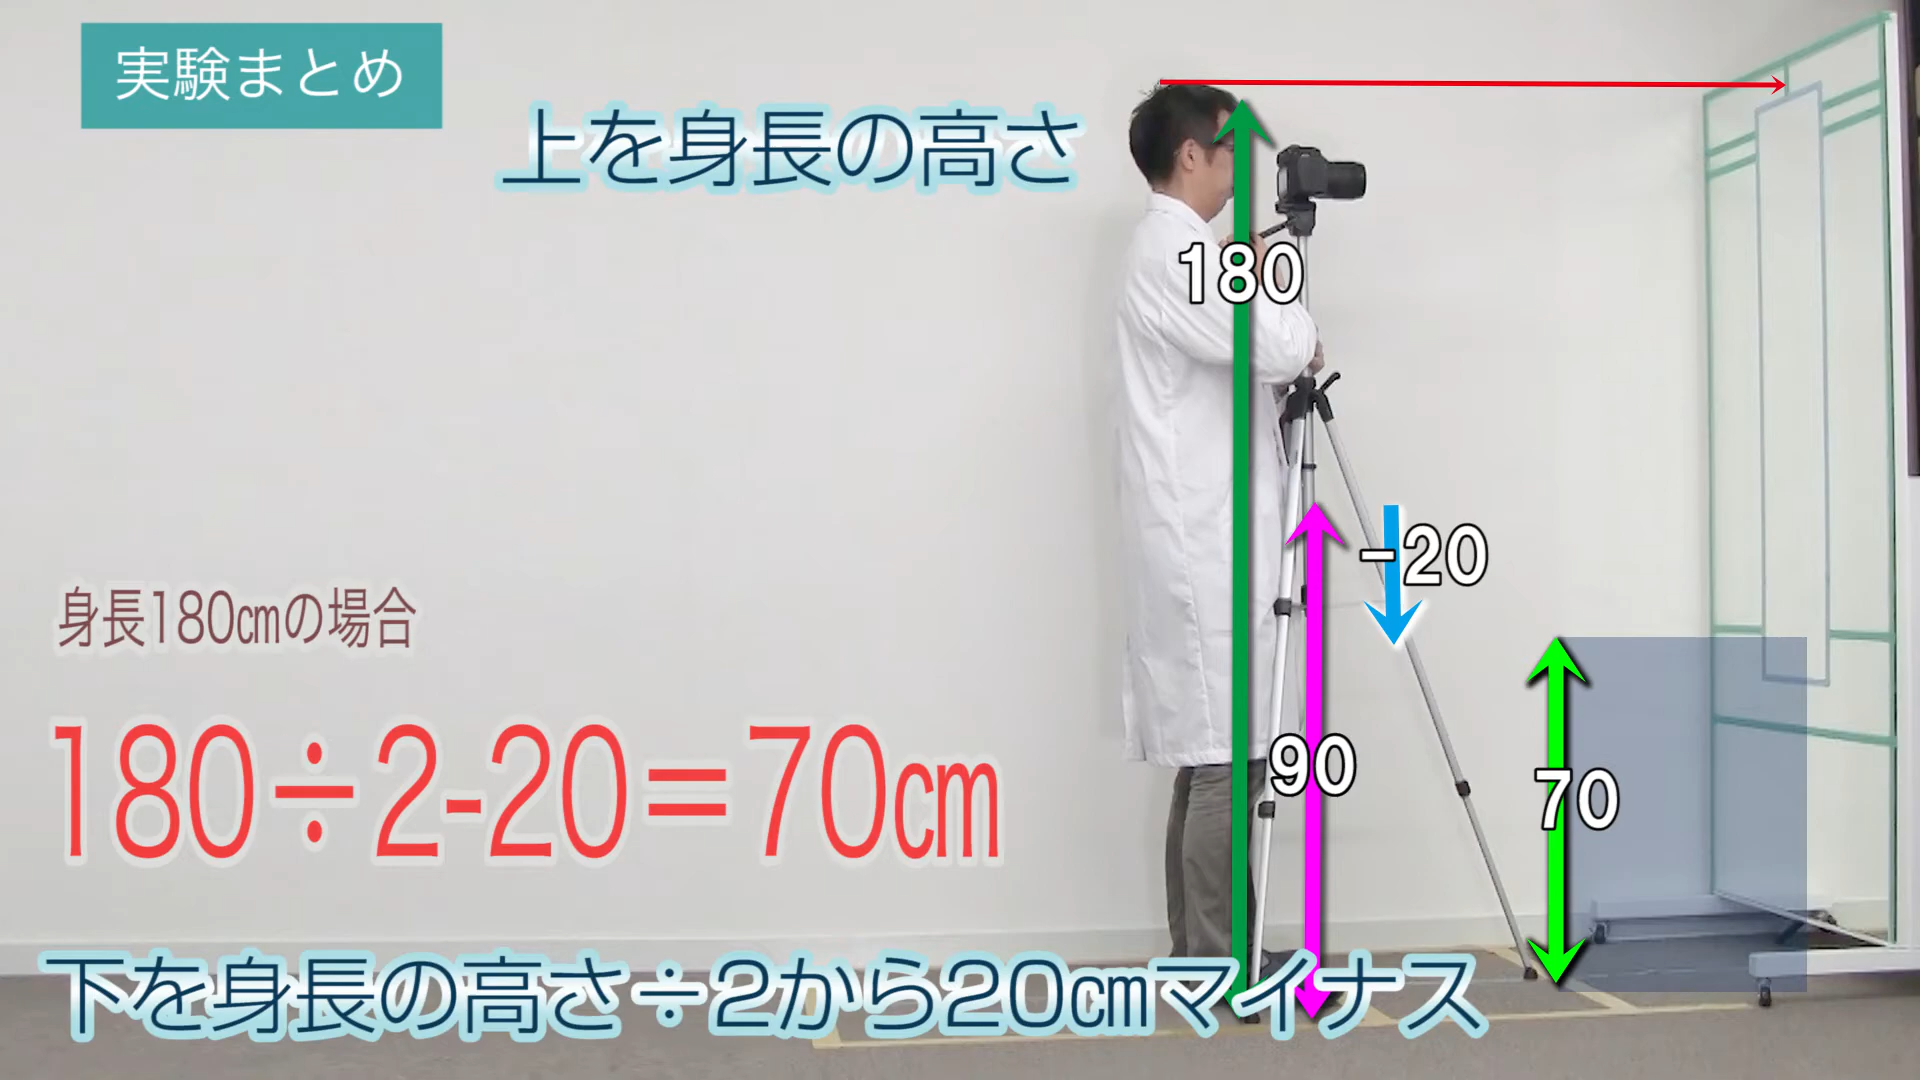 実験まとめ
上を身長の高さ
180
-20
身長180㎝の場合
180÷2-20=70㎝
90
70
下を身長の高さ÷2から20㎝マイナス